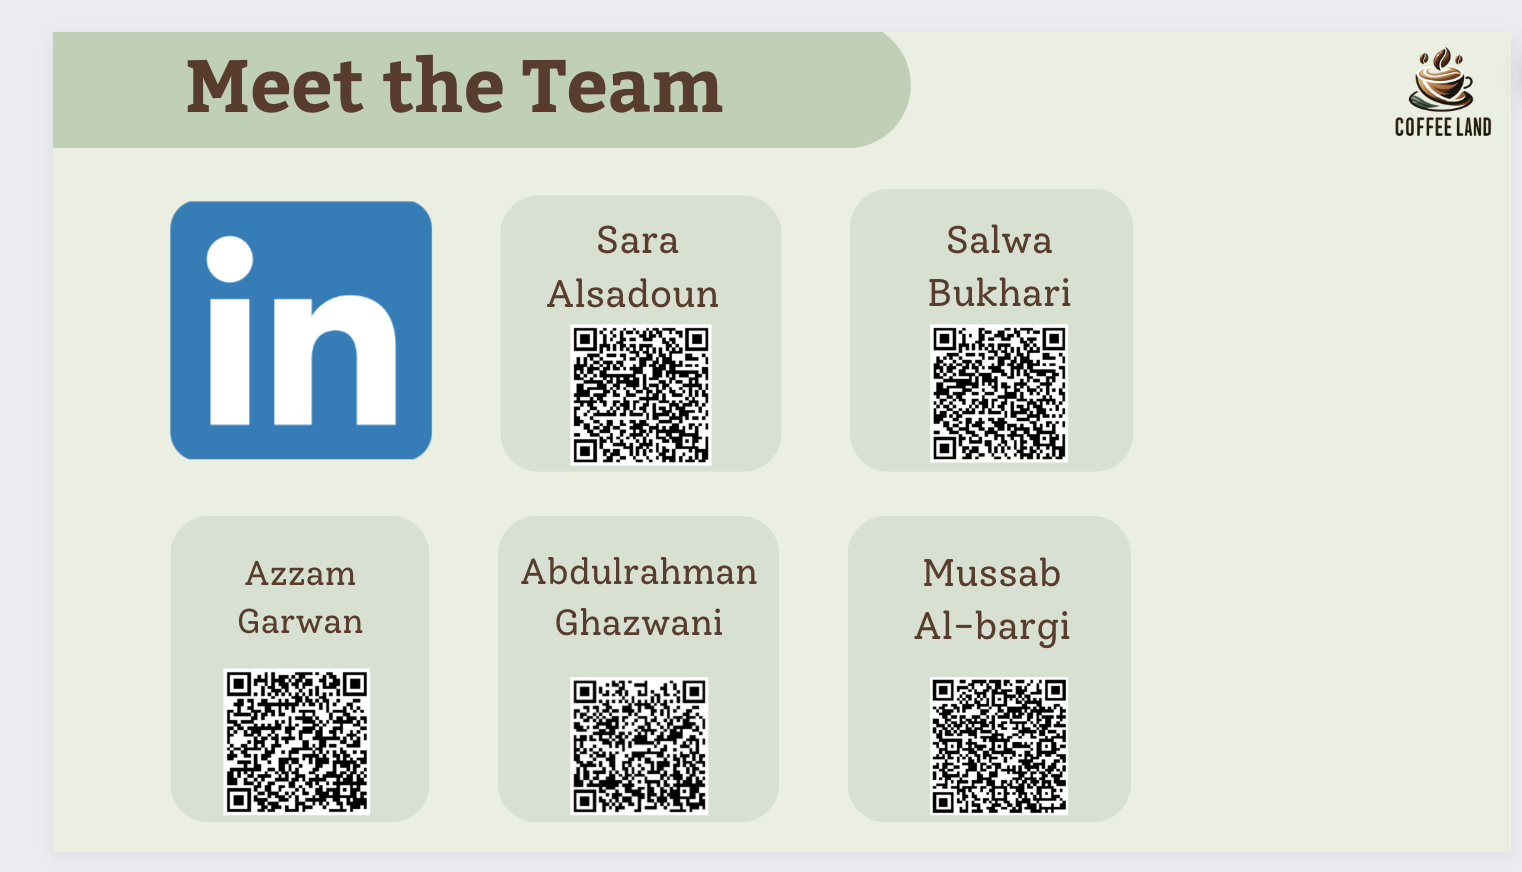 Meet the Team
COFFEE LAND
in
Sara
Alsadoun
Salwa
Bukhari
Azzam
Garwan
Abdulrahman
Ghazwani
Mussab
Al-bargi